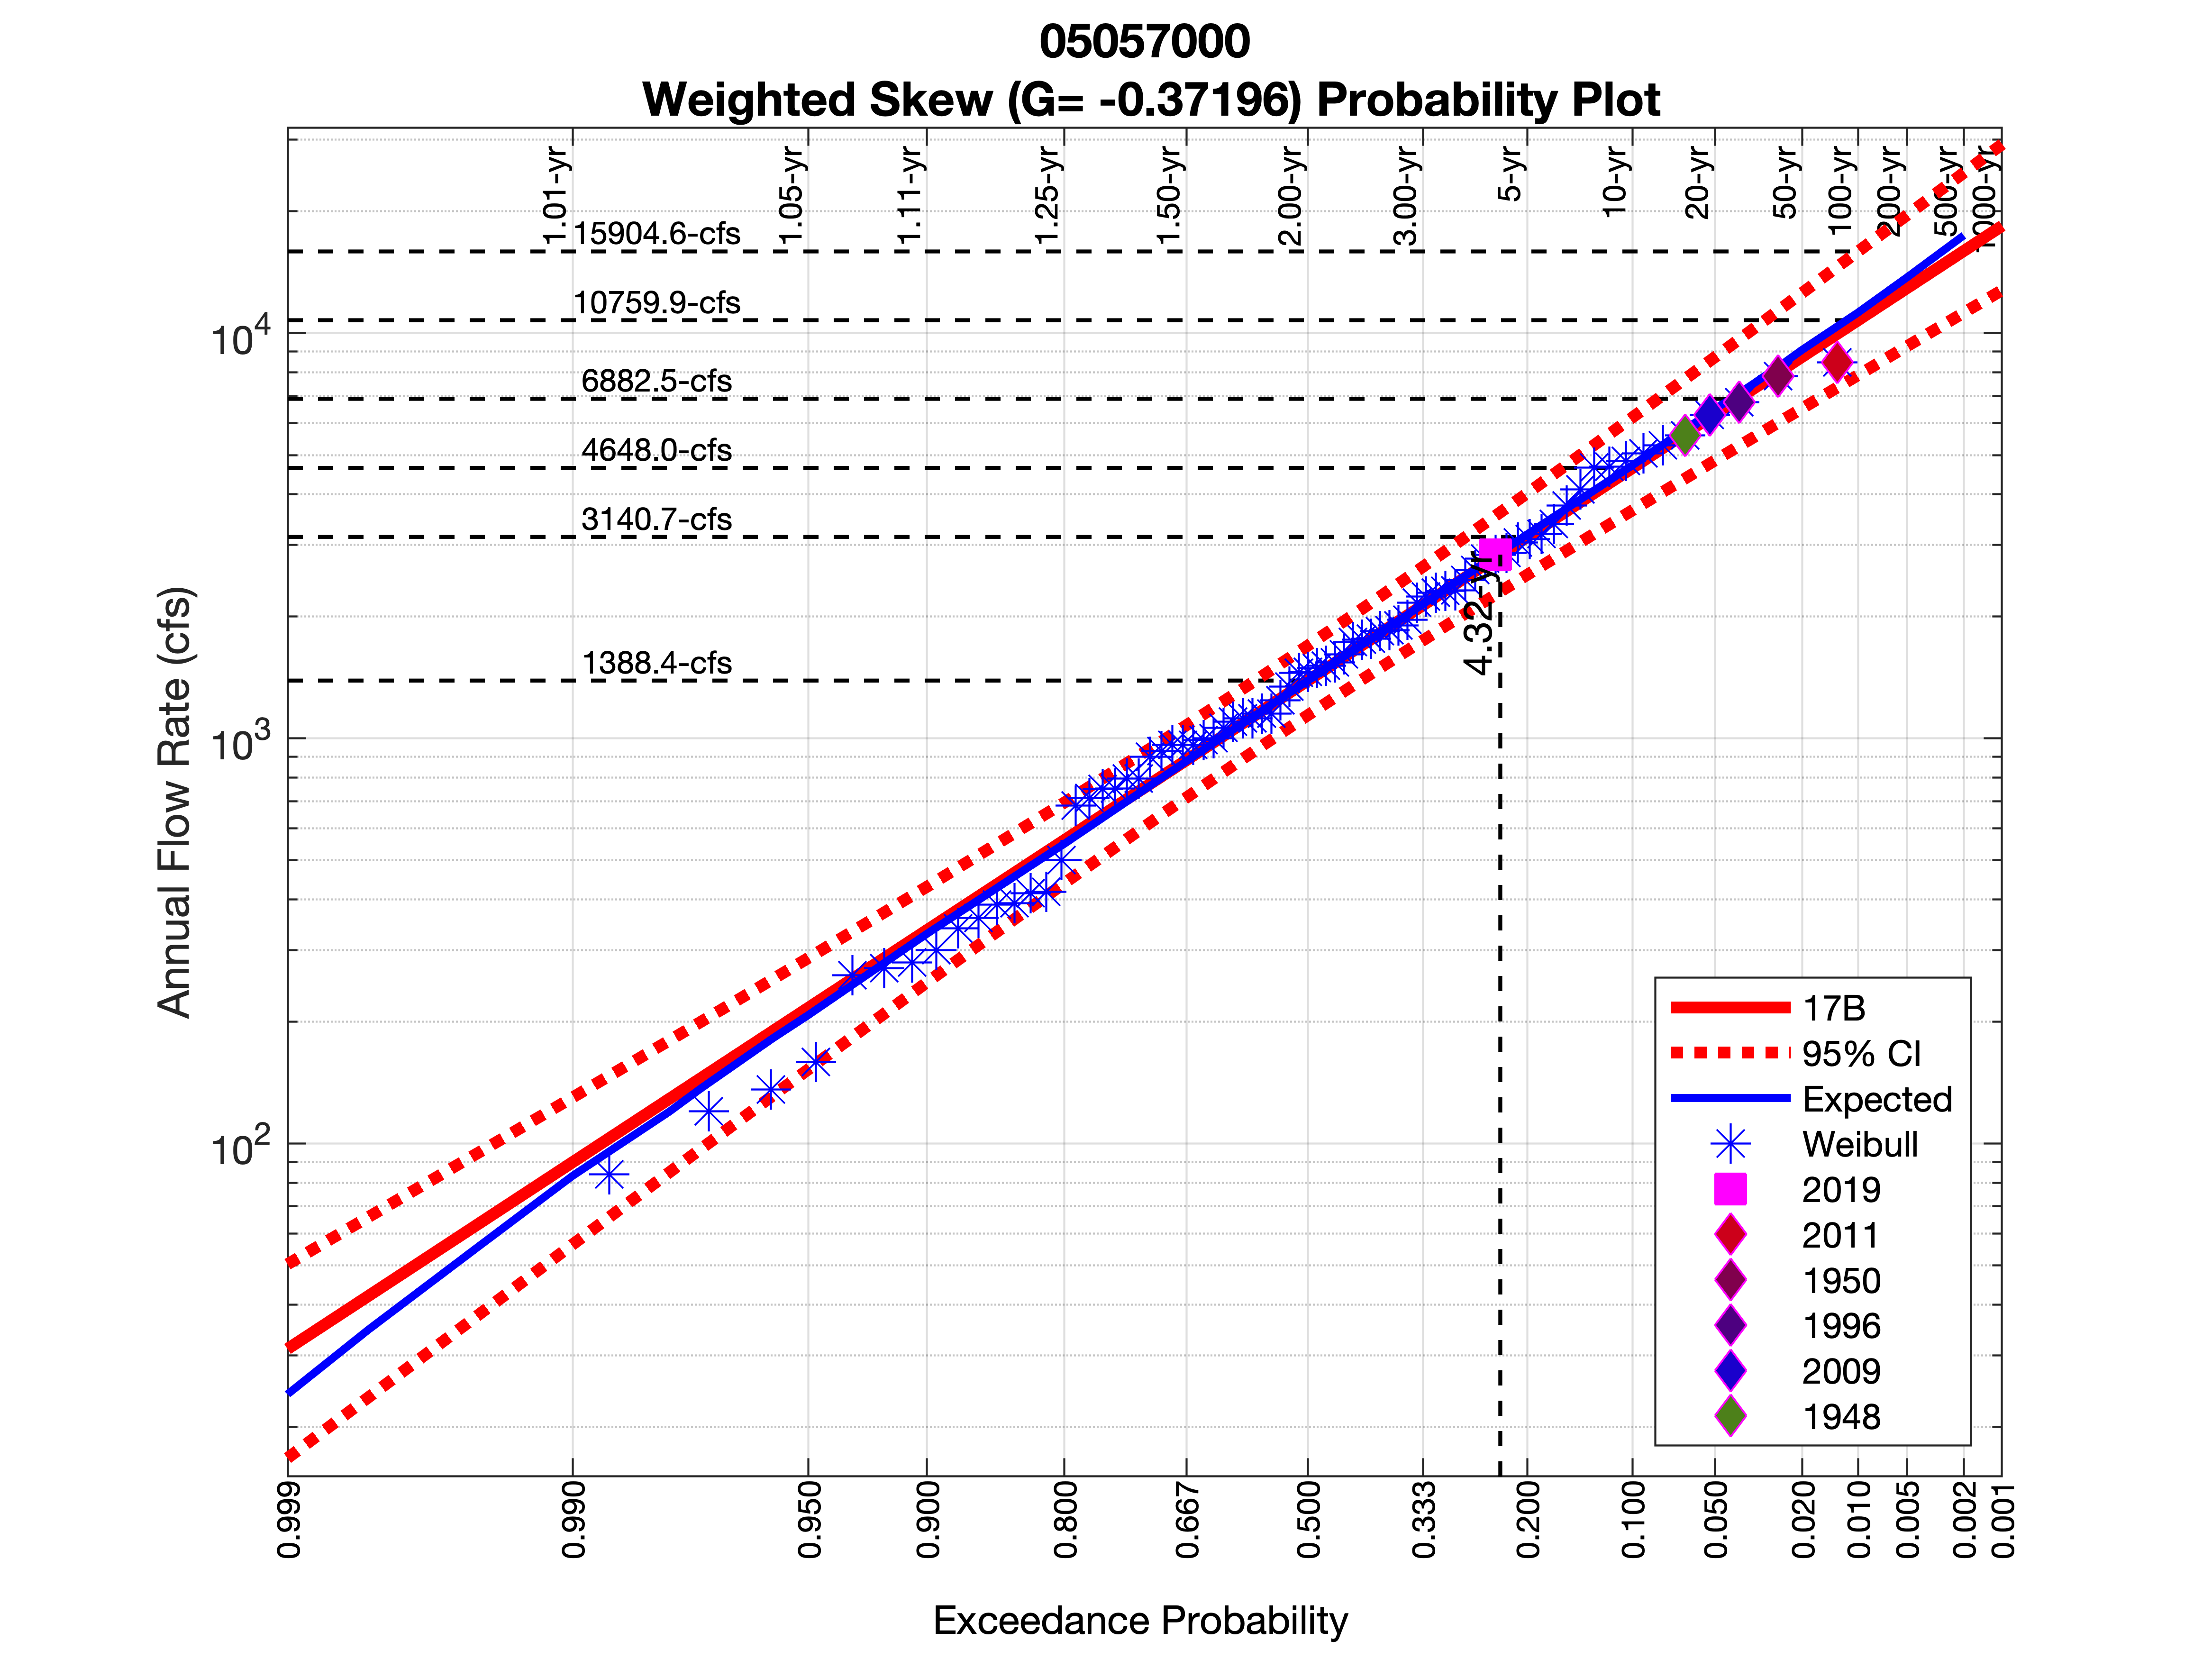 05057000
Weighted Skew (G= -0.37196) Probability Plot
1.01-yr
1.05-yr
1.11-yr
1.25-yr
1.50-yr
2.00-yr
3.00-yr
5-yr
10-yr
20-yr
50-yr
100-yr
200-yr
500-yr
1000-yr
15904.6-cfs
10759.9-cfs
6882.5-cfs
4648.0-cfs
3140.7-cfs
1388.4-cfs
4.32-yr
10^4
10^3
10^2
Annual Flow Rate (cfs)
17B
95% CI
Expected
Weibull
2019
2011
1950
1996
2009
1948
0.999
0.990
0.950
0.900
0.800
0.667
0.500
0.333
0.200
0.100
0.050
0.020
0.010
0.005
0.002
0.001
Exceedance Probability